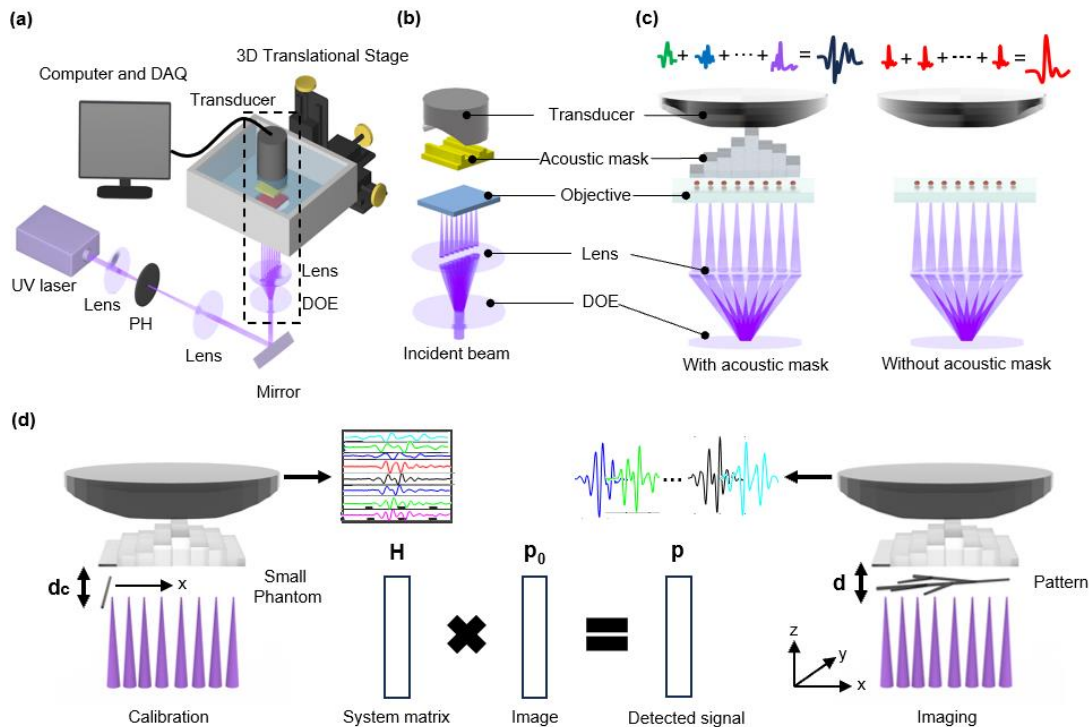 (a)
Computer and DAQ
3D Translational Stage
Transducer
UV laser
Lens
PH
Lens
Mirror
Lens
DOE
(b)
Incident beam
(c)
+ + ... + =
+ + ... + =
Transducer
Acoustic mask
Objective
Lens
DOE
With acoustic mask
Without acoustic mask
(d)
...
H
p0
p
dc
x
Small
Phantom
d
Pattern
z
y
x
Calibration
System matrix
Image
Detected signal
Imaging